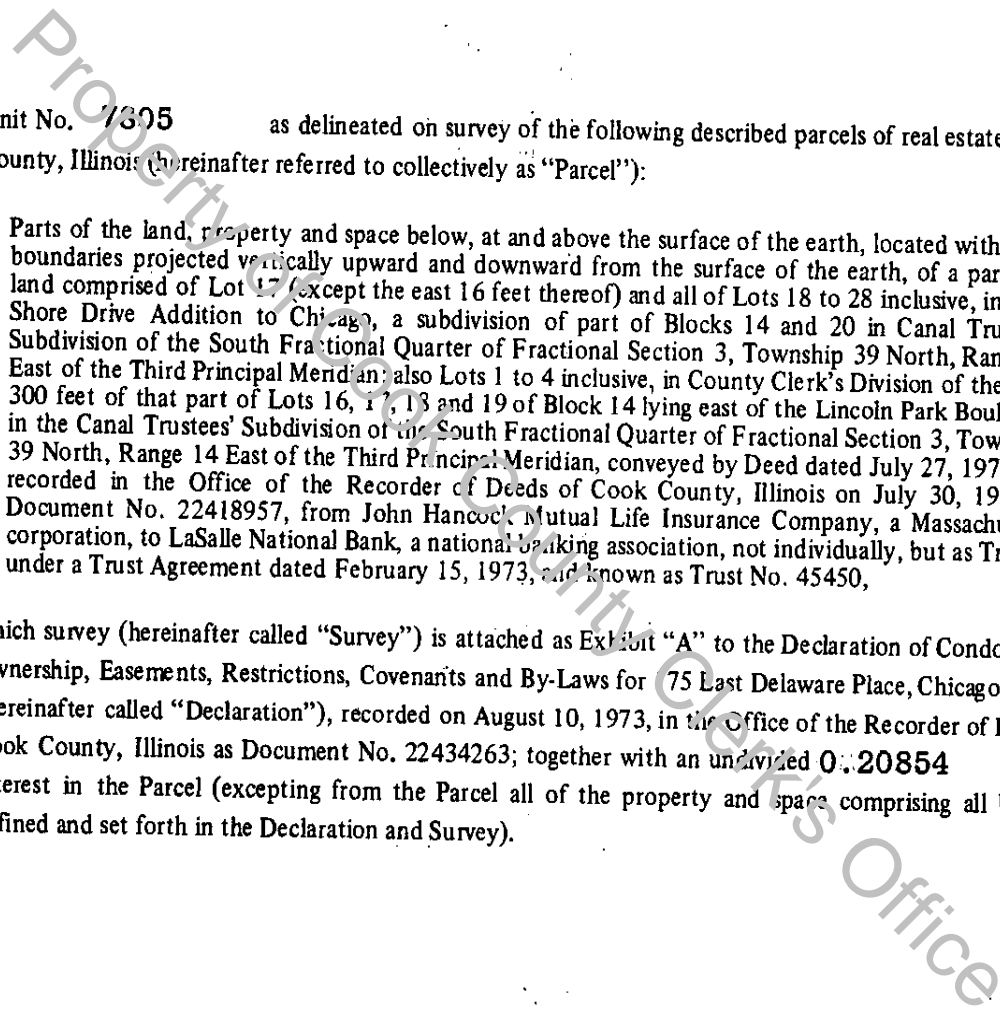 nit No. 7805 as delineated on survey of the following described parcels of real estate
ounty, Illinois (hereinafter referred to collectively as “Parcel”):
Parts of the land, property and space below, at and above the surface of the earth, located with
boundaries projected vertically upward and downward from the surface of the earth, of a par
land comprised of Lot 17 (except the east 16 feet thereof) and all of Lots 18 to 28 inclusive, in
Shore Drive Addition to Chicago, a subdivision of part of Blocks 14 and 20 in Canal Tru
Subdivision of the South Fractional Quarter of Fractional Section 3, Township 39 North, Ran
East of the Third Principal Meridian; also Lots 1 to 4 inclusive, in County Clerk's Division of the
300 feet of that part of Lots 16, 17, 18 and 19 of Block 14 lying east of the Lincoln Park Boul
in the Canal Trustees' Subdivision of the South Fractional Quarter of Fractional Section 3, Tow
39 North, Range 14 East of the Third Principal Meridian, conveyed by Deed dated July 27, 197
recorded in the Office of the Recorder of Deeds of Cook County, Illinois on July 30, 19
Document No. 22418957, from John Hancock Mutual Life Insurance Company, a Massachu
corporation, to LaSalle National Bank, a national banking association, not individually, but as Tr
under a Trust Agreement dated February 15, 1973, and known as Trust No. 45450,
hich survey (hereinafter called “Survey”) is attached as Exhibit “A” to the Declaration of Condo
wnership, Easements, Restrictions, Covenants and By-Laws for 175 East Delaware Place, Chicago
ereinafter called “Declaration”), recorded on August 10, 1973, in the Office of the Recorder of
ook County, Illinois as Document No. 22434263; together with an undivided 0.20854
terest in the Parcel (excepting from the Parcel all of the property and space comprising all
fined and set forth in the Declaration and Survey).
Property of Cook County Clerk's Office